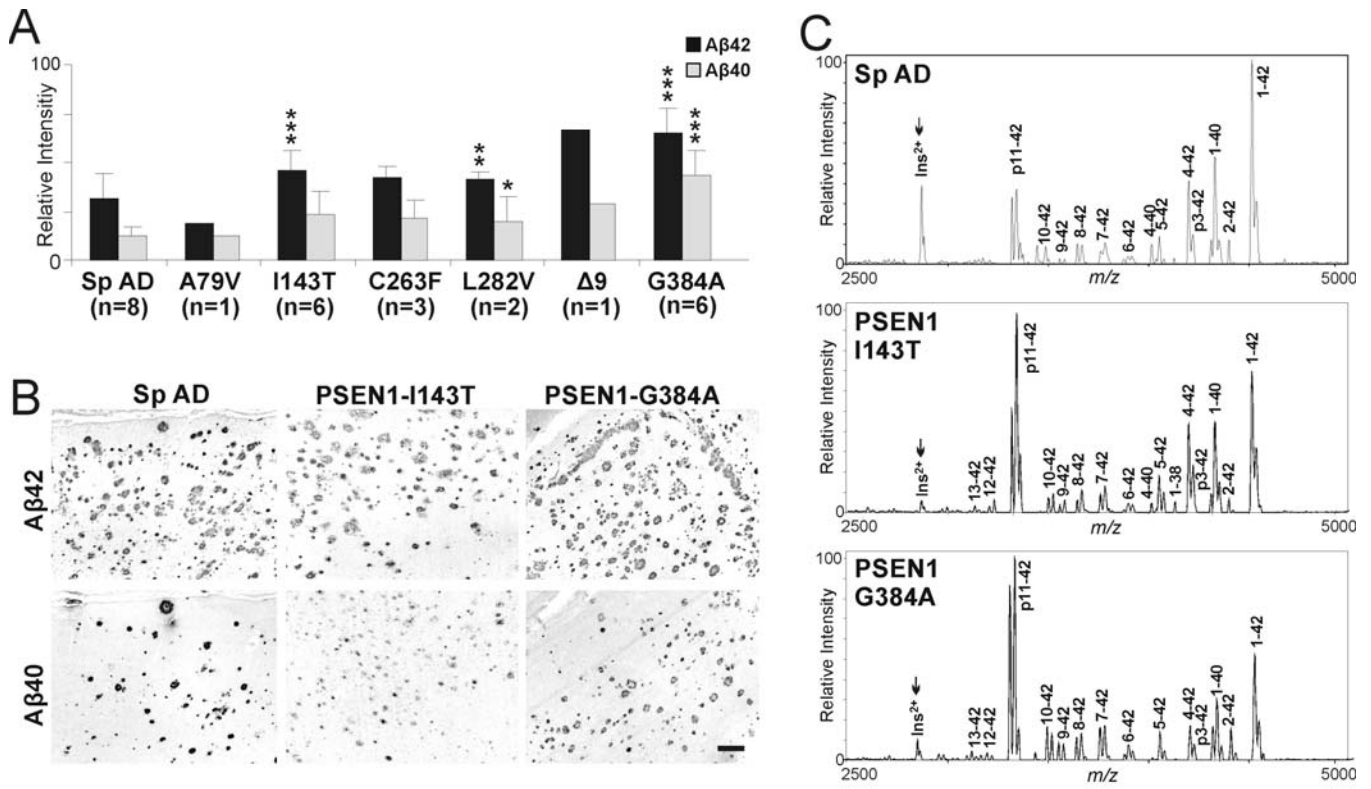 A
Relative Intensitiy
100
0
Aβ42
Aβ40
***
**
*
***
***
Sp AD
(n=8)
A79V
(n=1)
I143T
(n=6)
C263F
(n=3)
L282V
(n=2)
Δ9
(n=1)
G384A
(n=6)
B
Sp AD
PSEN1-I143T
PSEN1-G384A
Aβ42
Aβ40
C
Relative Intensity
100
0
Sp AD
Ins2+
p11-42
10-42
9-42
8-42
7-42
6-42
4-40
5-42
4-42
p3-42
1-40
2-42
1-42
2500
m/z
5000
Relative Intensity
100
0
PSEN1
I143T
Ins2+
13-42
12-42
p11-42
10-42
9-42
8-42
7-42
6-42
4-40
5-42
1-38
4-42
p3-42
1-40
2-42
1-42
2500
m/z
5000
Relative Intensity
100
0
PSEN1
G384A
Ins2+
13-42
12-42
p11-42
10-42
9-42
8-42
7-42
6-42
5-42
4-42
p3-42
1-40
2-42
1-42
2500
m/z
5000